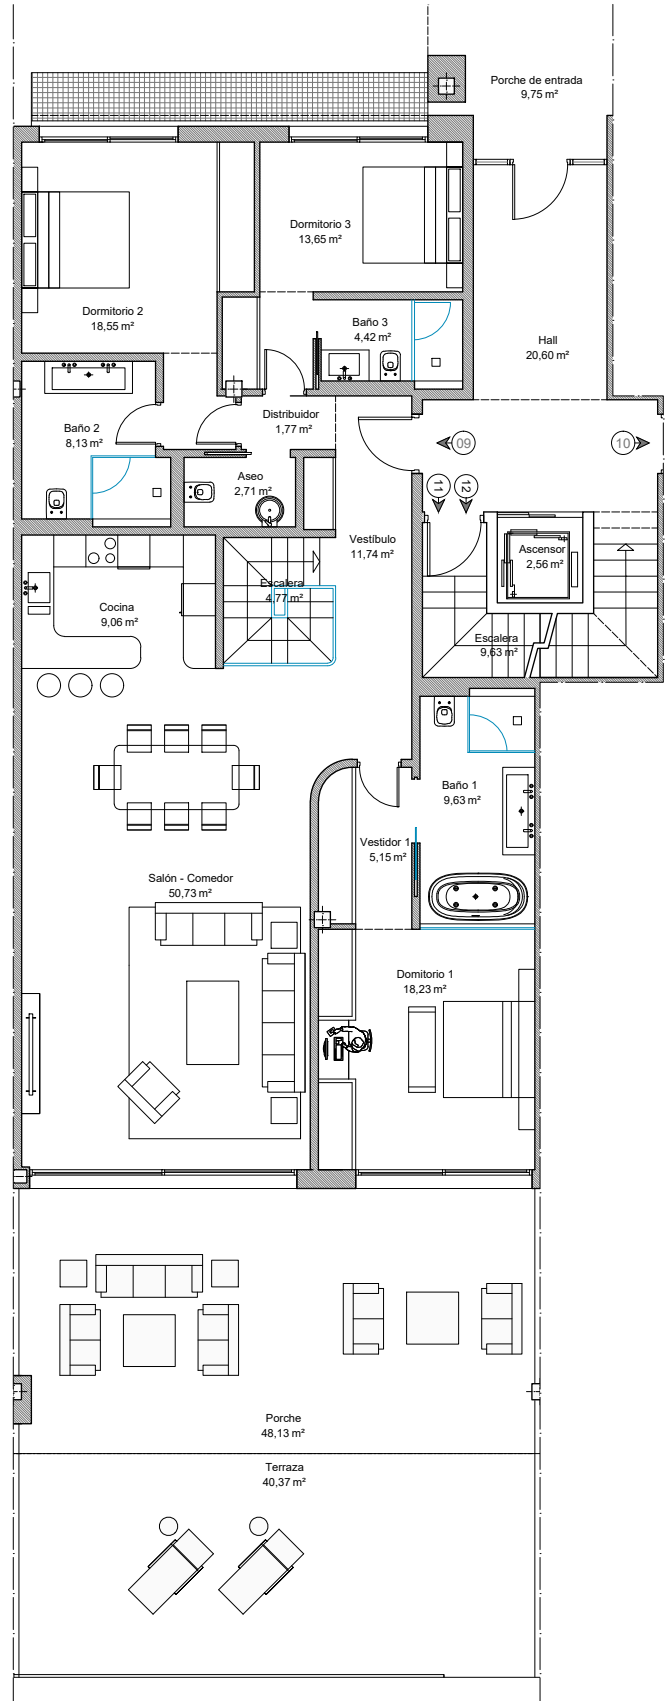 Porche de entrada
9,75 m²
Dormitorio 3
13,65 m²
Dormitorio 2
18,55 m²
Baño 3
4,42 m²
Hall
20,60 m²
Distribuidor
1,77 m²
Baño 2
8,13 m²
09
10
Aseo
2,71 m²
11
12
Vestíbulo
11,74 m²
Ascensor
2,56 m²
Escalera
4,77 m²
Cocina
9,06 m²
Escalera
9,63 m²
Baño 1
9,63 m²
Vestidor 1
5,15 m²
Salón - Comedor
50,73 m²
Domitorio 1
18,23 m²
Porche
48,13 m²
Terraza
40,37 m²